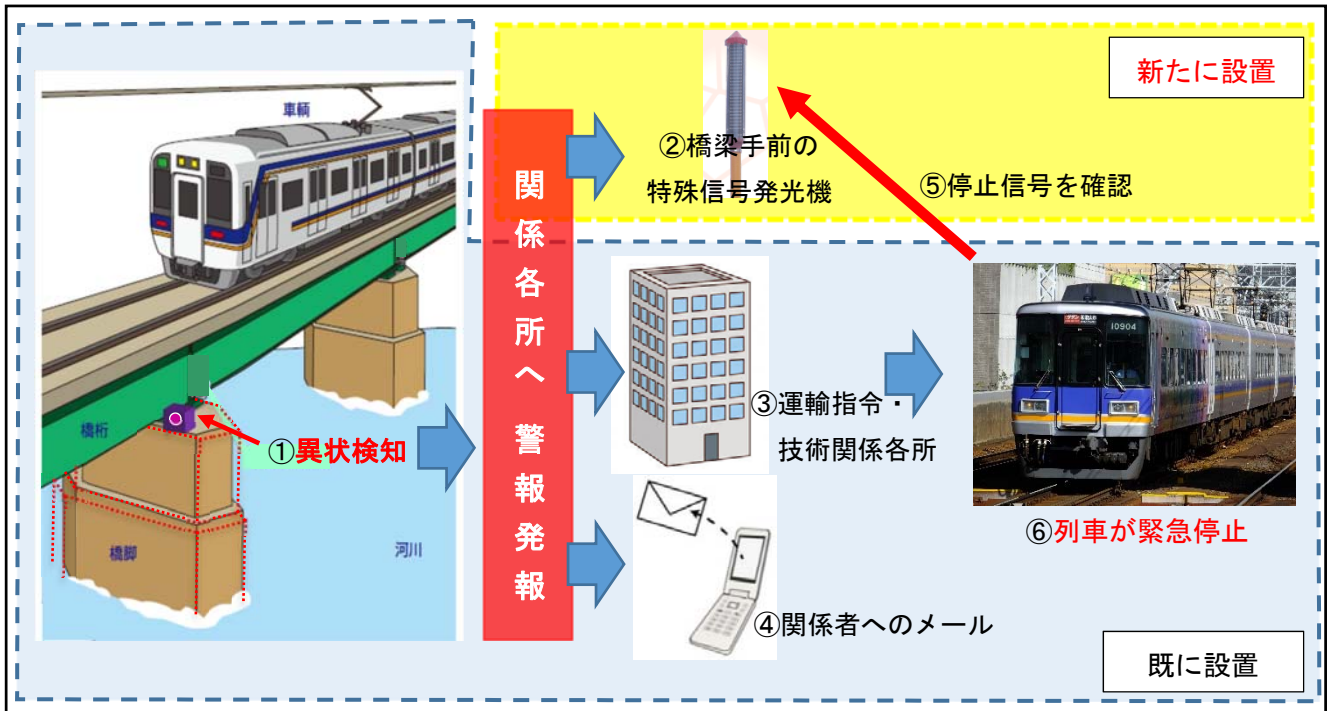 新たに設置
車輌
②橋梁手前の
特殊信号発光機
⑤停止信号を確認
関係各所へ 警報発報
橋桁
①異状検知
橋脚
河川
③運輸指令・
技術関係各所
10904
⑥列車が緊急停止
④関係者へのメール
既に設置